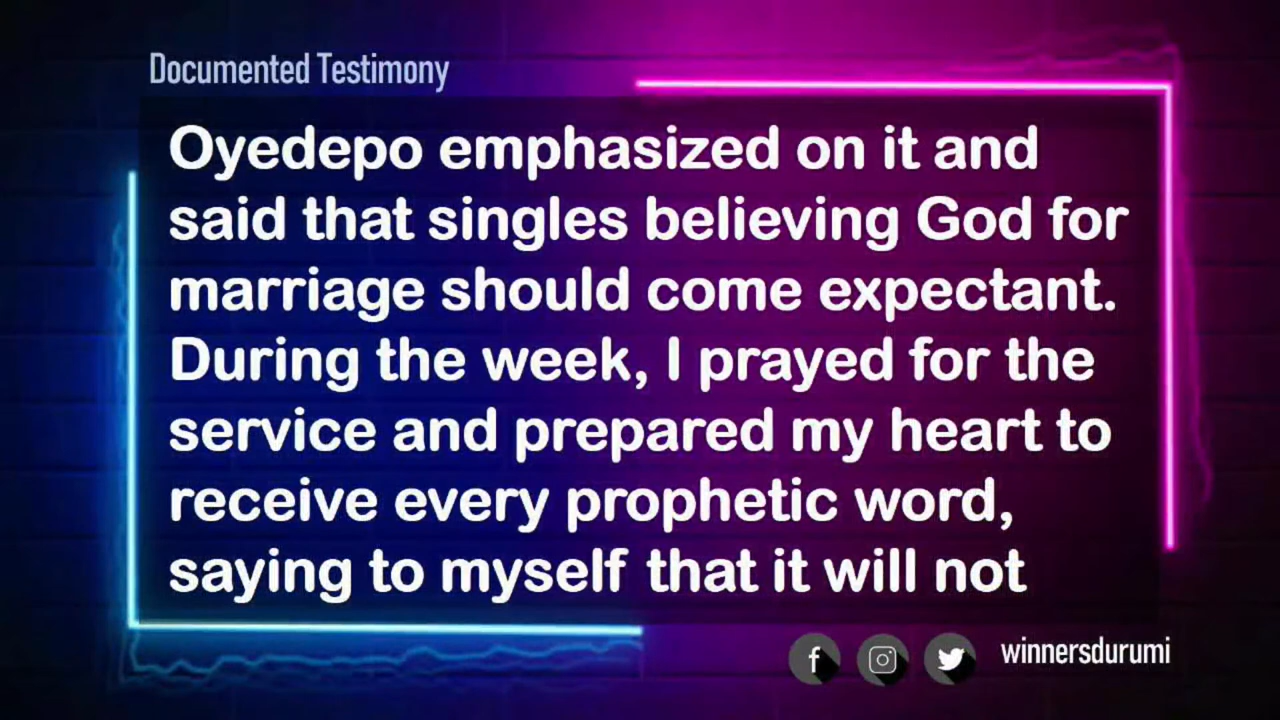 Documented Testimony
Oyedepo emphasized on it and
said that singles believing God for
marriage should come expectant.
During the week, I prayed for the
service and prepared my heart to
receive every prophetic word,
saying to myself that it will not
winnersdurumi